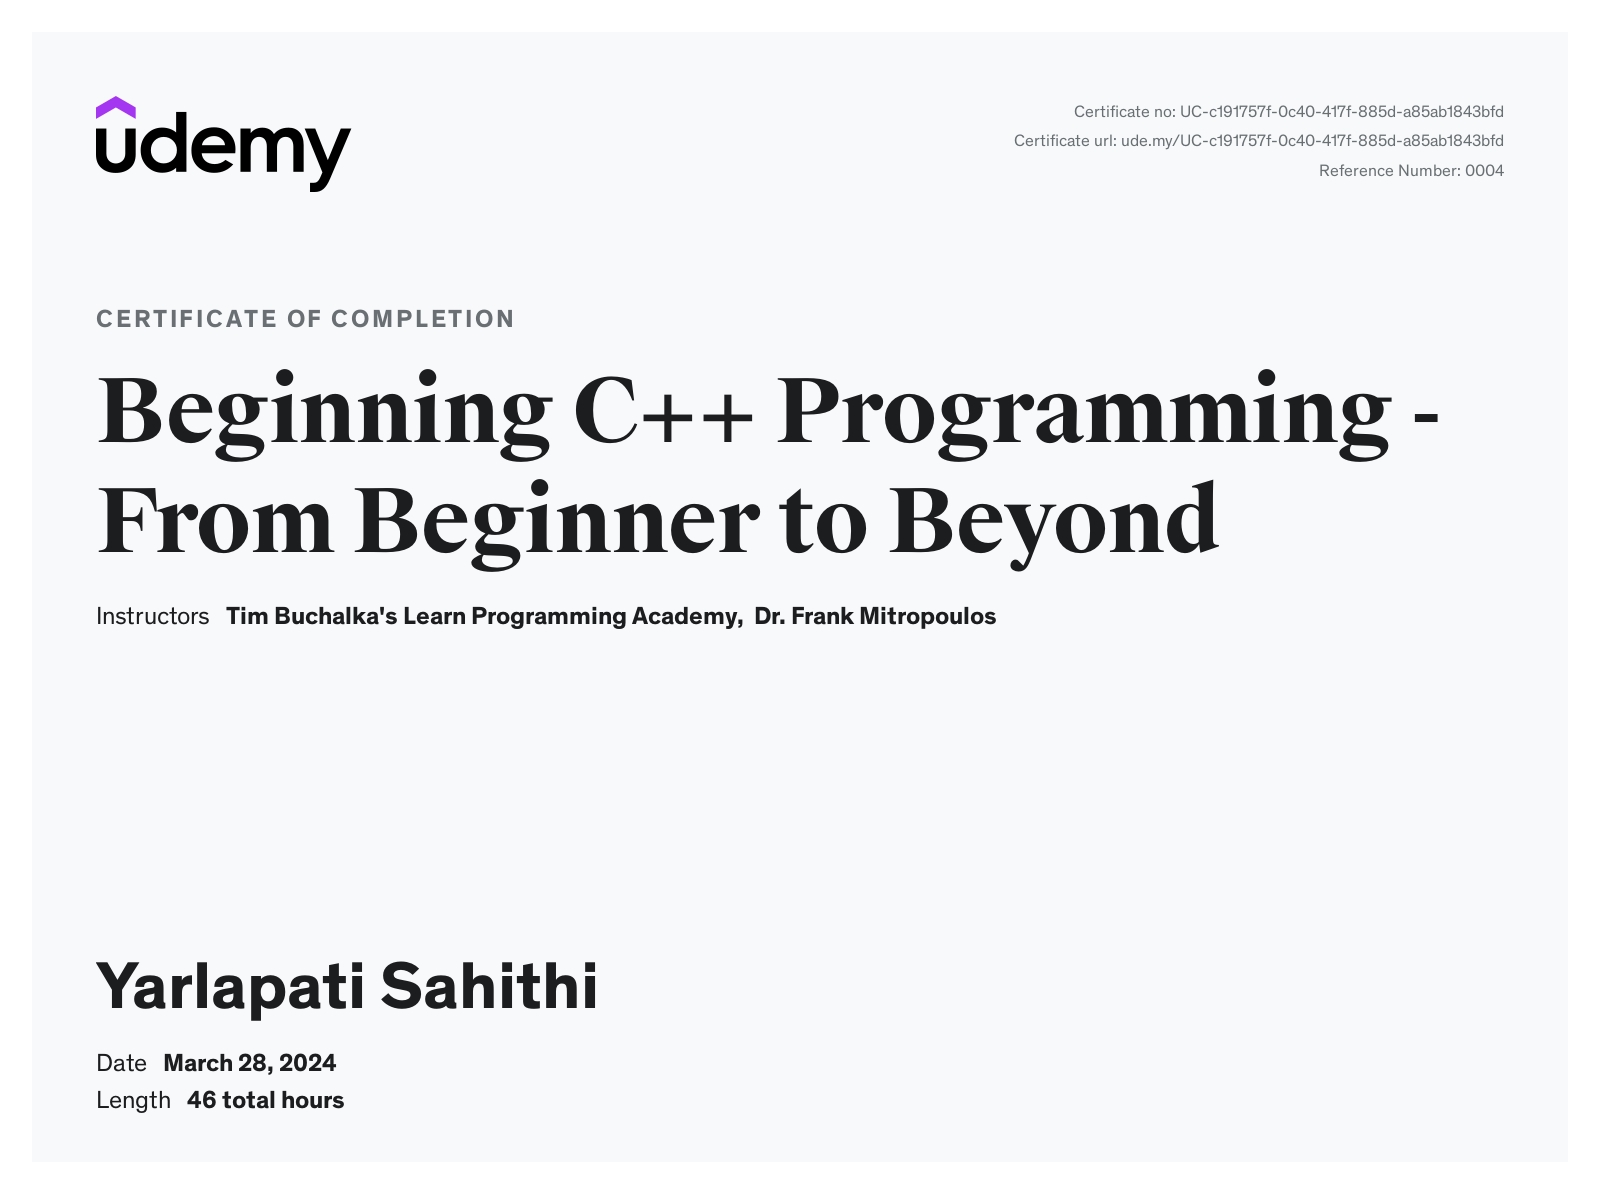 udemy
Certificate no: UC-c191757f-0c40-417f-885d-a85ab1843bfd
Certificate url: ude.my/UC-c191757f-0c40-417f-885d-a85ab1843bfd
Reference Number: 0004
CERTIFICATE OF COMPLETION
Beginning C++ Programming -
From Beginner to Beyond
Instructors Tim Buchalka's Learn Programming Academy, Dr. Frank Mitropoulos
Yarlapati Sahithi
Date March 28, 2024
Length 46 total hours